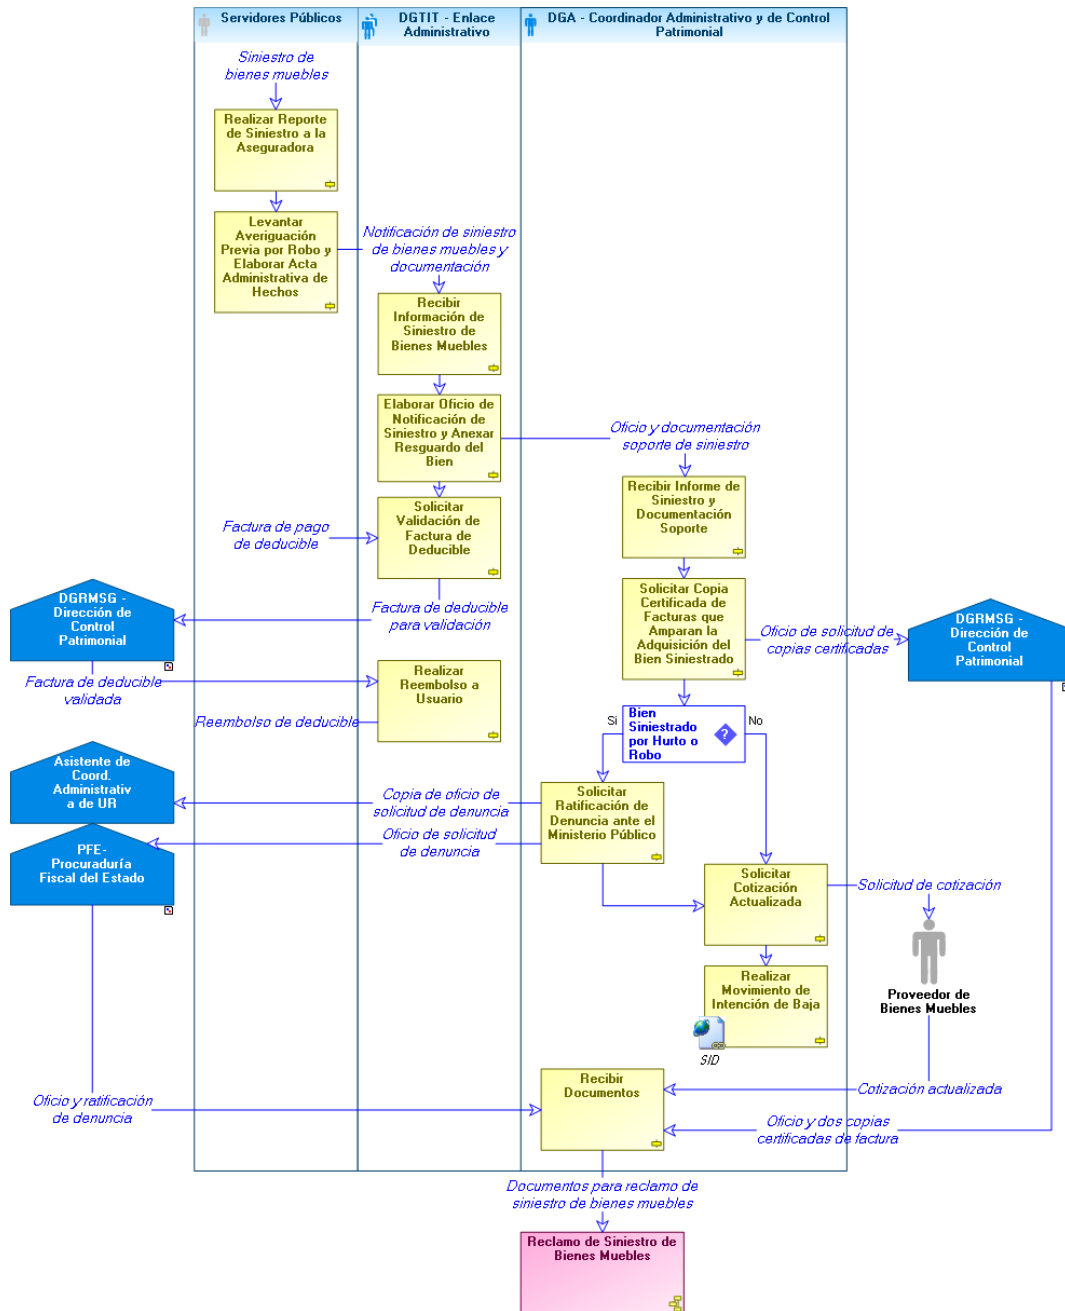 Servidores Públicos
DGTIT - Enlace
Administrativo
DGA - Coordinador Administrativo y de Control
Patrimonial
Siniestro de
bienes muebles
Realizar Reporte
de Siniestro a la
Aseguradora
Levantar
Averiguación
Previa por Robo y
Elaborar Acta
Administrativa de
Hechos
Notificación de siniestro
de bienes muebles y
documentación
Recibir
Información de
Siniestro de
Bienes Muebles
Elaborar Oficio de
Notificación de
Siniestro y Anexar
Resguardo del
Bien
Oficio y documentación
soporte de siniestro
Recibir Informe de
Siniestro y
Documentación
Soporte
Factura de pago
de deducible
Solicitar
Validación de
Factura de
Deducible
DGRMSG -
Dirección de
Control
Patrimonial
Factura de deducible
para validación
Solicitar Copia
Certificada de
Facturas que
Amparan la
Adquisición del
Bien Siniestrado
Oficio de solicitud de
copias certificadas
DGRMSG -
Dirección de
Control
Patrimonial
Factura de deducible
validada
Realizar
Reembolso a
Usuario
Reembolso de deducible
Si
Bien
Siniestrado
por Hurto o
Robo
?
No
Asistente de
Coord.
Administrativ
a de UR
Copia de oficio de
solicitud de denuncia
Solicitar
Ratificación de
Denuncia ante el
Ministerio Público
Oficio de solicitud
de denuncia
PFE-
Procuraduría
Fiscal del Estado
Solicitar
Cotización
Actualizada
Solicitud de cotización
Proveedor de
Bienes Muebles
Realizar
Movimiento de
Intención de Baja
SID
Recibir
Documentos
Cotización actualizada
Oficio y ratificación
de denuncia
Oficio y dos copias
certificadas de factura
Documentos para reclamo de
siniestro de bienes muebles
Reclamo de Siniestro de
Bienes Muebles